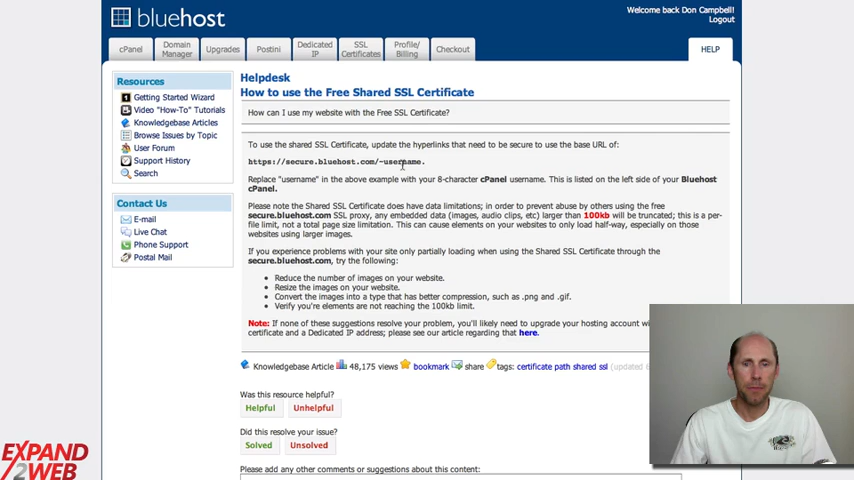 bluehost
Welcome back Don Campbell!
Logout
cPanel
Domain
Manager
Upgrades
Postini
Dedicated
IP
SSL
Certificates
Profile/
Billing
Checkout
HELP
Resources
Getting Started Wizard
Video "How-To" Tutorials
Knowledgebase Articles
Browse Issues by Topic
User Forum
Support History
Search
Contact Us
E-mail
Live Chat
Phone Support
Postal Mail
Helpdesk
How to use the Free Shared SSL Certificate
How can I use my website with the Free SSL Certificate?
To use the shared SSL Certificate, update the hyperlinks that need to be secure to use the base URL of:
https://secure.bluehost.com/~username.
Replace "username" in the above example with your 8-character cPanel username. This is listed on the left side of your Bluehost
cPanel.
Please note the Shared SSL Certificate does have data limitations; in order to prevent abuse by others using the free
secure.bluehost.com SSL proxy, any embedded data (images, audio clips, etc) larger than 100kb will be truncated; this is a per-
file limit, not a total page size limitation. This can cause elements on your websites to only load half-way, especially on those
websites using larger images.
If you experience problems with your site only partially loading when using the Shared SSL Certificate through the
secure.bluehost.com, try the following:
Reduce the number of images on your website.
Resize the images on your website.
Convert the images into a type that has better compression, such as .png and .gif.
Verify you're elements are not reaching the 100kb limit.
Note: If none of these suggestions resolve your problem, you'll likely need to upgrade your hosting account wi
certificate and a Dedicated IP address; please see our article regarding that here.
Knowledgebase Article 48,175 views bookmark share tags: certificate path shared ssl (updated
Was this resource helpful?
Helpful Unhelpful
Did this resolve your issue?
Solved Unsolved
Please add any other comments or suggestions about this content:
EXPAND
/2WEB